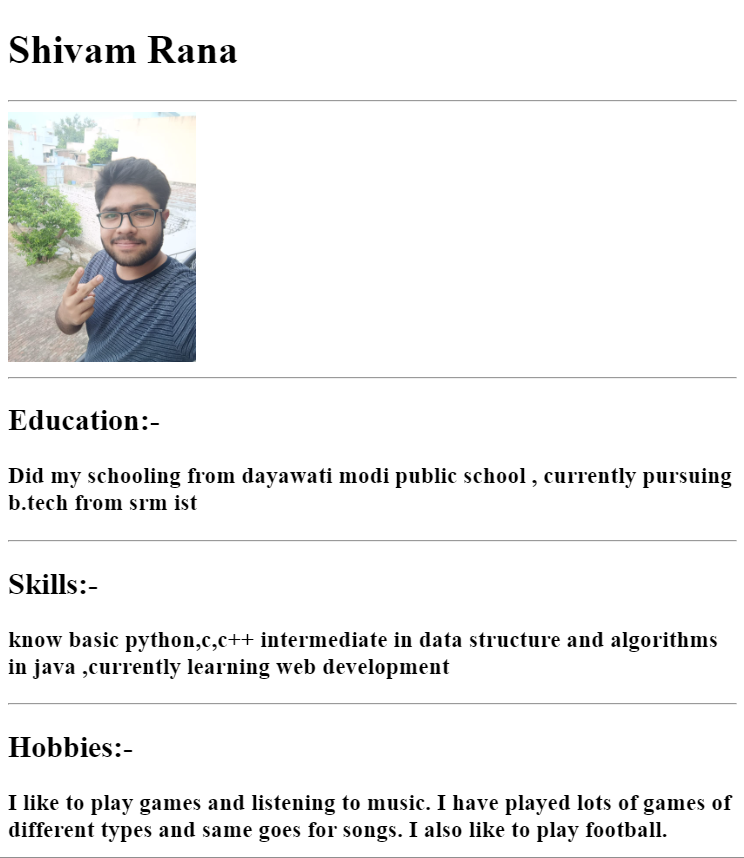 Shivam Rana
Education:-
Did my schooling from dayawati modi public school , currently pursuing
b.tech from srm ist
Skills:-
know basic python,c,c++ intermediate in data structure and algorithms
in java ,currently learning web development
Hobbies:-
I like to play games and listening to music. I have played lots of games of
different types and same goes for songs. I also like to play football.